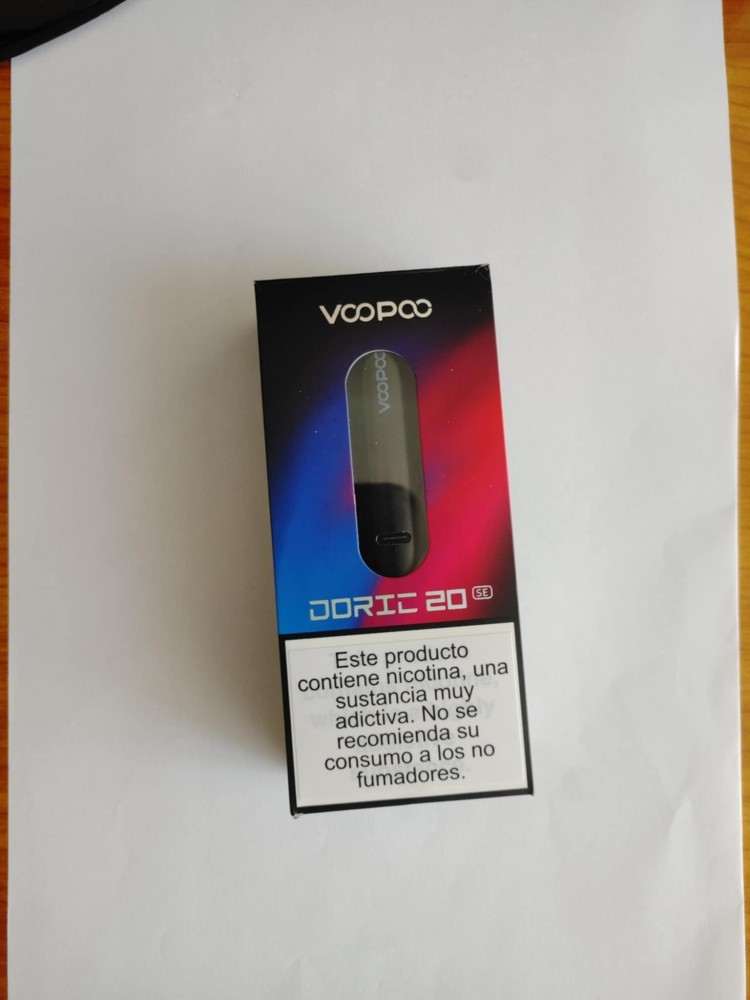 VOOPOO
VOOPOO
DORIC 20 SE
Este producto
contiene nicotina, una
sustancia muy
adictiva. No se
recomienda su
consumo a los no
fumadores.